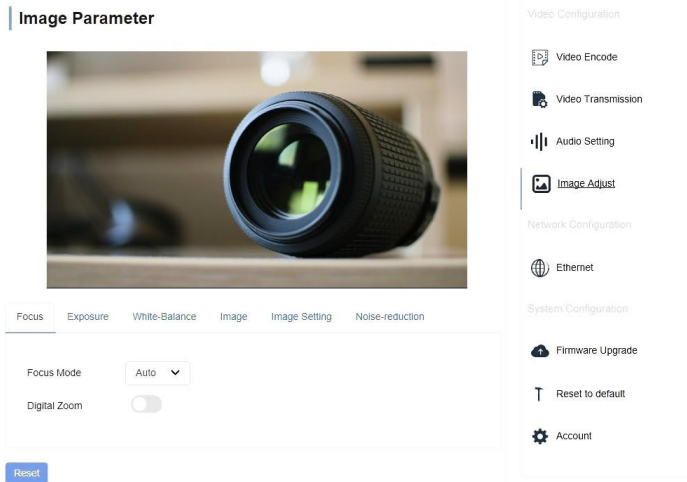 Image Parameter
Focus
Exposure
White-Balance
Image
Image Setting
Noise-reduction
Focus Mode
Auto
Digital Zoom
Reset
Video Configuration
Video Encode
Video Transmission
Audio Setting
Image Adjust
Network Configuration
Ethernet
System Configuration
Firmware Upgrade
Reset to default
Account